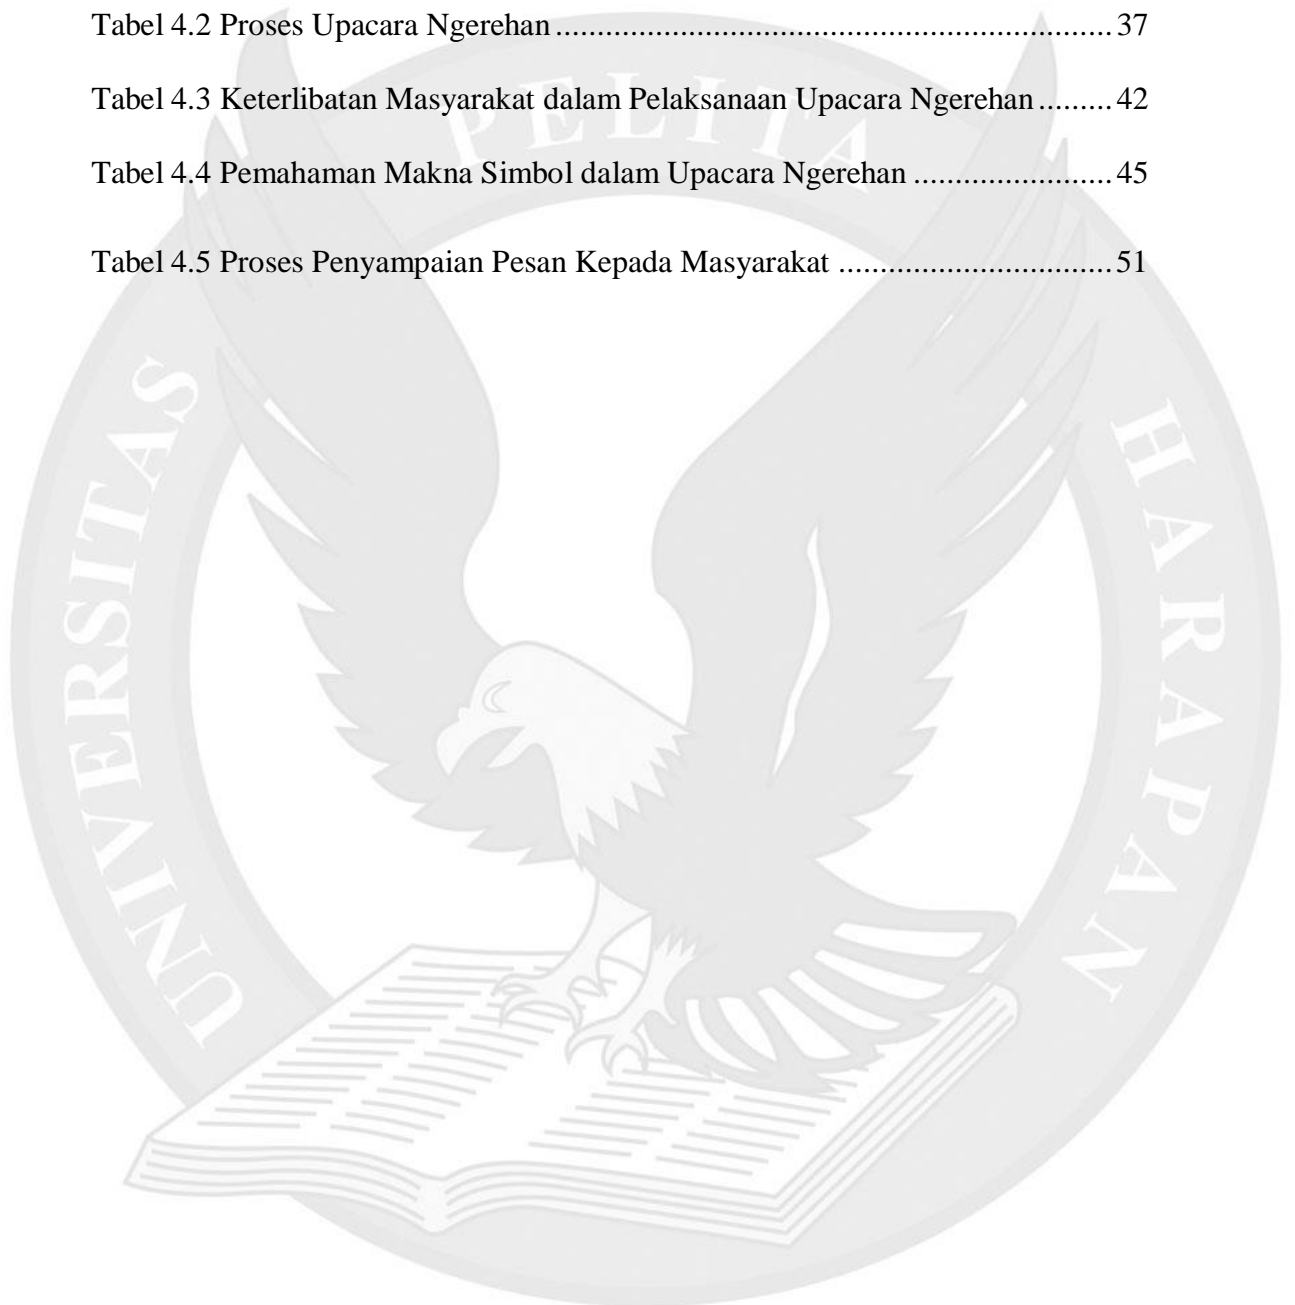 Tabel 4.2 Proses Upacara Ngerehan ............................................................... 37
Tabel 4.3 Keterlibatan Masyarakat dalam Pelaksanaan Upacara Ngerehan ......... 42
Tabel 4.4 Pemahaman Makna Simbol dalam Upacara Ngerehan ....................... 45
Tabel 4.5 Proses Penyampaian Pesan Kepada Masyarakat ............................... 51
UNIVERSITAS
PELITA
HARAPAN